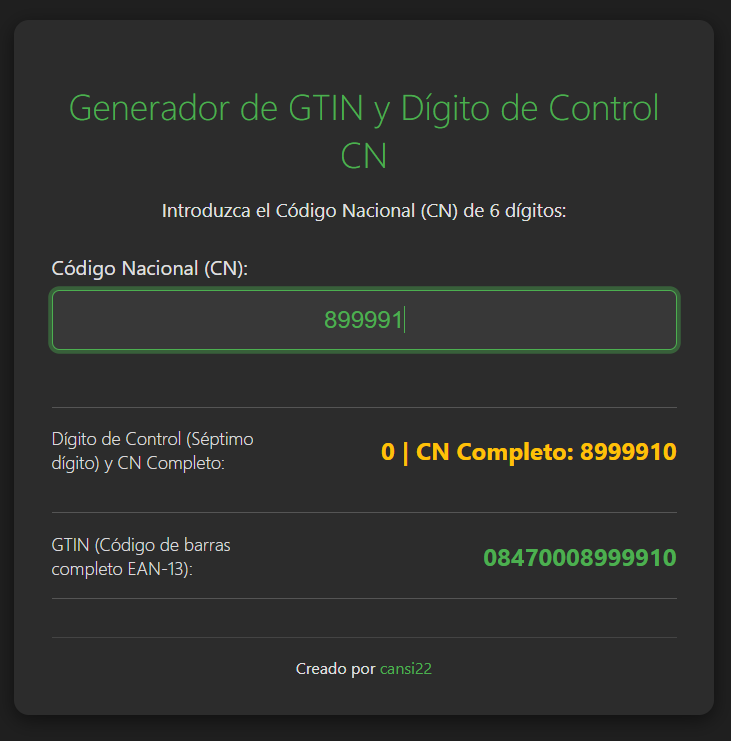 Generador de GTIN y Dígito de Control
CN
Introduzca el Código Nacional (CN) de 6 dígitos:
Código Nacional (CN):
899991
Dígito de Control (Séptimo
dígito) y CN Completo:
0 | CN Completo: 8999910
GTIN (Código de barras
completo EAN-13):
08470008999910
Creado por cansi22